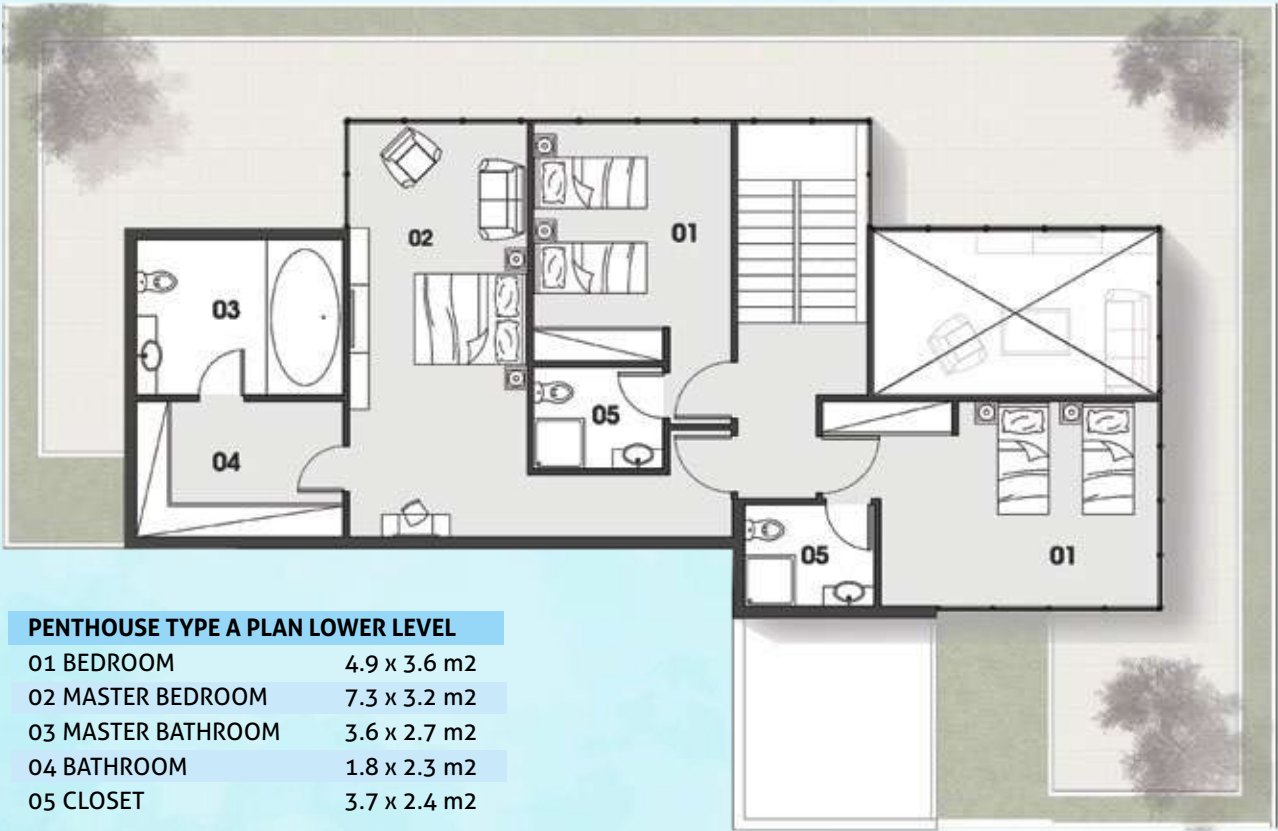 02
01
03
05
04
05
01
PENTHOUSE TYPE A PLAN LOWER LEVEL
01 BEDROOM 4.9 x 3.6 m2
02 MASTER BEDROOM 7.3 x 3.2 m2
03 MASTER BATHROOM 3.6 x 2.7 m2
04 BATHROOM 1.8 x 2.3 m2
05 CLOSET 3.7 x 2.4 m2